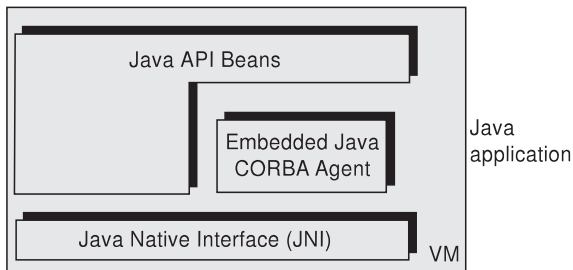 Java API Beans
Embedded Java
CORBA Agent
Java
application
Java Native Interface (JNI)
VM